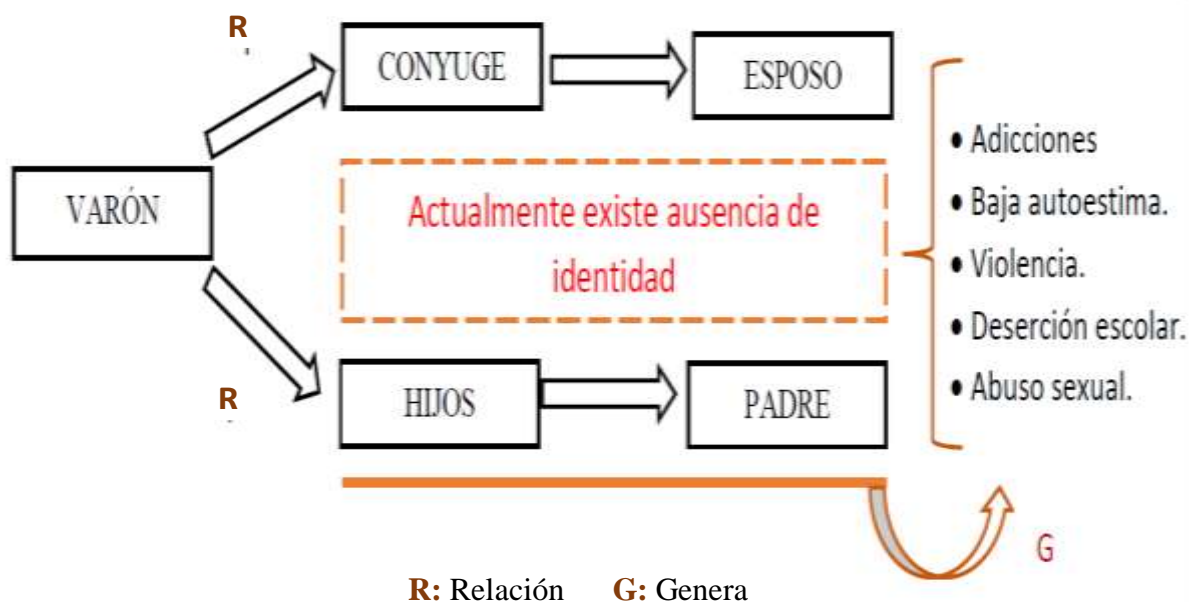 R
CONYUGE
ESPOSO
VARÓN
Actualmente existe ausencia de
identidad
• Adicciones
• Baja autoestima.
• Violencia.
• Deserción escolar.
• Abuso sexual.
R
HIJOS
PADRE
G
R: Relación G: Genera